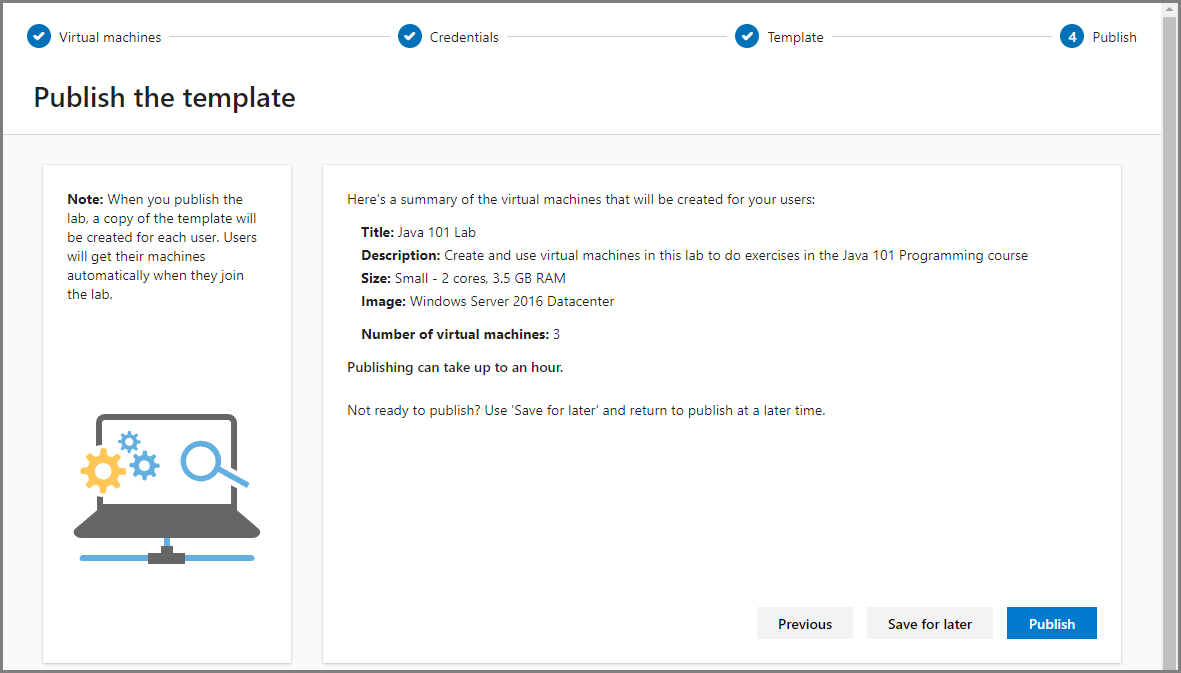 Virtual machines
Credentials
Template
4 Publish
Publish the template
Note: When you publish the
lab, a copy of the template will
be created for each user. Users
will get their machines
automatically when they join
the lab.
Here's a summary of the virtual machines that will be created for your users:
Title: Java 101 Lab
Description: Create and use virtual machines in this lab to do exercises in the Java 101 Programming course
Size: Small - 2 cores, 3.5 GB RAM
Image: Windows Server 2016 Datacenter
Number of virtual machines: 3
Publishing can take up to an hour.
Not ready to publish? Use 'Save for later' and return to publish at a later time.
Previous
Save for later
Publish